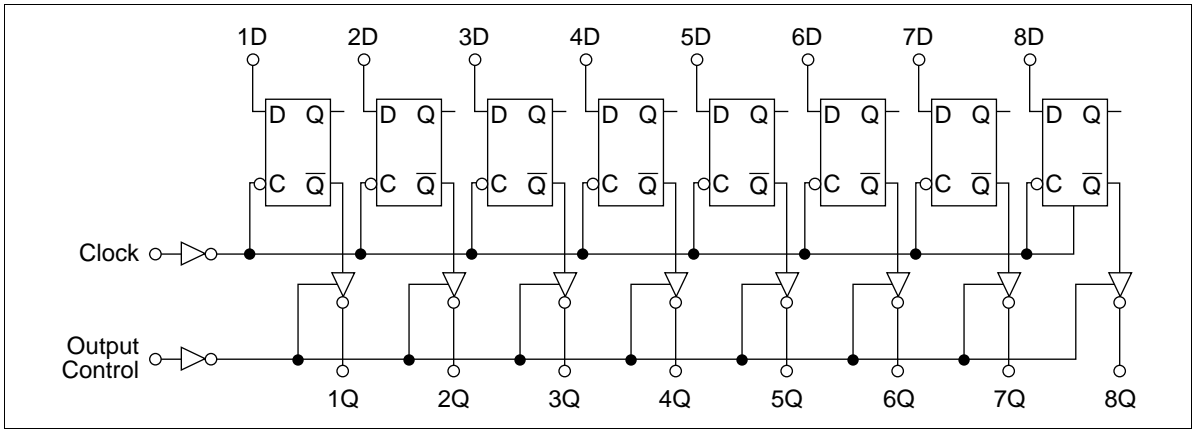 1D 2D 3D 4D 5D 6D 7D 8D
D Q D Q D Q D Q D Q D Q D Q D Q
C Q̅ C Q̅ C Q̅ C Q̅ C Q̅ C Q̅ C Q̅ C Q̅
Clock
Output
Control
1Q 2Q 3Q 4Q 5Q 6Q 7Q 8Q